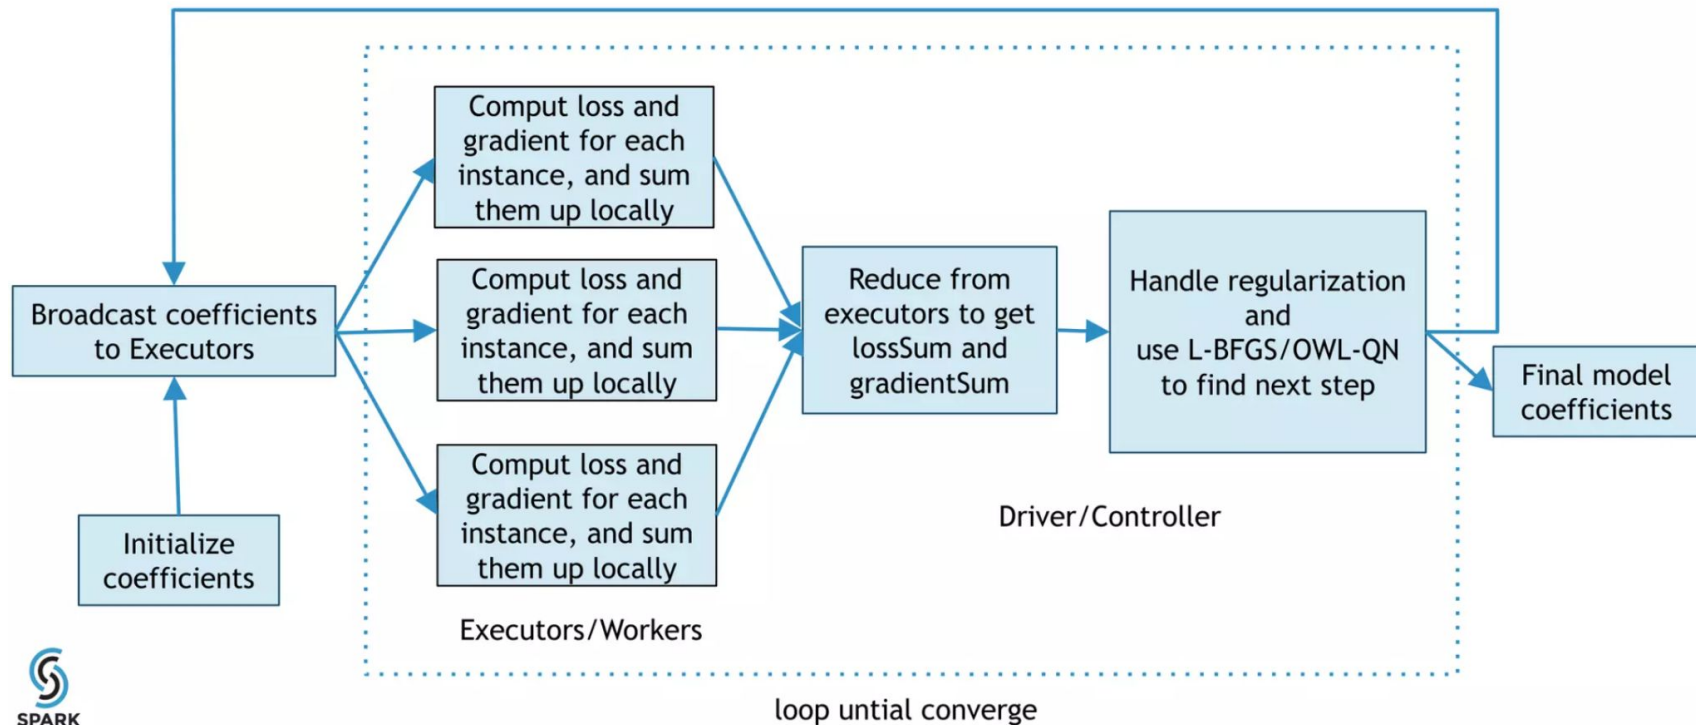 Broadcast coefficients
to Executors
Initialize
coefficients
Comput loss and
gradient for each
instance, and sum
them up locally
Comput loss and
gradient for each
instance, and sum
them up locally
Comput loss and
gradient for each
instance, and sum
them up locally
Executors/Workers
Reduce from
executors to get
lossSum and
gradientSum
Handle regularization
and
use L-BFGS/OWL-QN
to find next step
Driver/Controller
Final model
coefficients
loop untial converge
SPARK